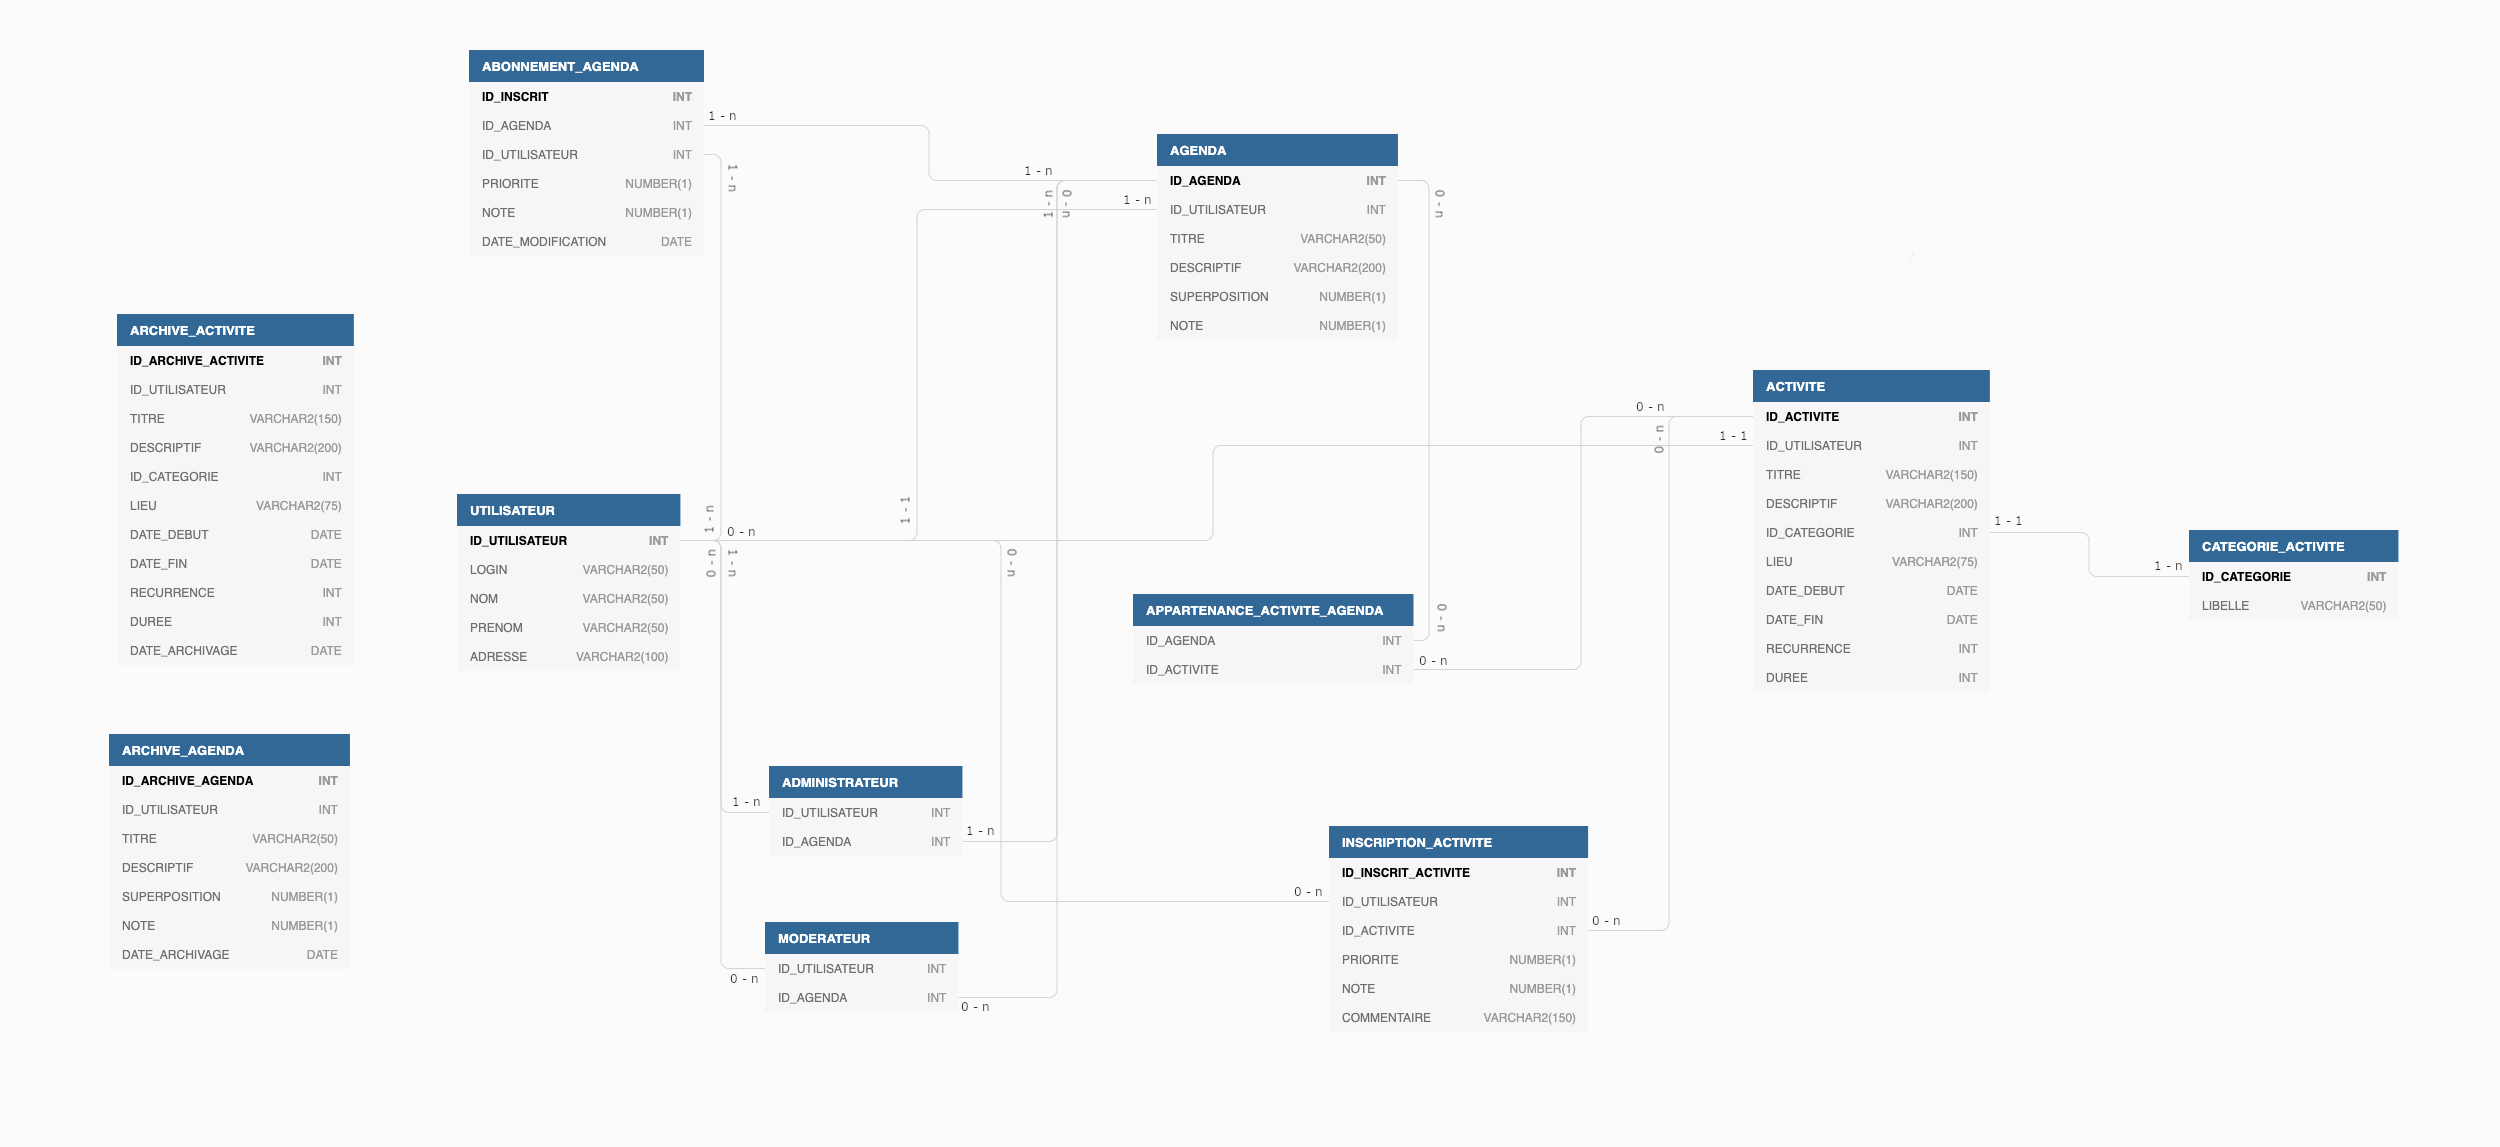 ABONNEMENT_AGENDA
ID_INSCRIT INT
ID_AGENDA INT
ID_UTILISATEUR INT
PRIORITE NUMBER(1)
NOTE NUMBER(1)
DATE_MODIFICATION DATE
1 - n
1 - n
1 - n
1 - n
0 - n
1 - n
AGENDA
ID_AGENDA INT
ID_UTILISATEUR INT
TITRE VARCHAR2(50)
DESCRIPTIF VARCHAR2(200)
SUPERPOSITION NUMBER(1)
NOTE NUMBER(1)
0 - n
ARCHIVE_ACTIVITE
ID_ARCHIVE_ACTIVITE INT
ID_UTILISATEUR INT
TITRE VARCHAR2(150)
DESCRIPTIF VARCHAR2(200)
ID_CATEGORIE INT
LIEU VARCHAR2(75)
DATE_DEBUT DATE
DATE_FIN DATE
RECURRENCE INT
DUREE INT
DATE_ARCHIVAGE DATE
UTILISATEUR
ID_UTILISATEUR INT
LOGIN VARCHAR2(50)
NOM VARCHAR2(50)
PRENOM VARCHAR2(50)
ADRESSE VARCHAR2(100)
1 - n
0 - n
0 - n
1 - n
1 - 1
0 - n
0 - n
0 - n
1 - 1
ACTIVITE
ID_ACTIVITE INT
ID_UTILISATEUR INT
TITRE VARCHAR2(150)
DESCRIPTIF VARCHAR2(200)
ID_CATEGORIE INT
LIEU VARCHAR2(75)
DATE_DEBUT DATE
DATE_FIN DATE
RECURRENCE INT
DUREE INT
1 - 1
1 - n
CATEGORIE_ACTIVITE
ID_CATEGORIE INT
LIBELLE VARCHAR2(50)
APPARTENANCE_ACTIVITE_AGENDA
ID_AGENDA INT
ID_ACTIVITE INT
0 - n
0 - n
ARCHIVE_AGENDA
ID_ARCHIVE_AGENDA INT
ID_UTILISATEUR INT
TITRE VARCHAR2(50)
DESCRIPTIF VARCHAR2(200)
SUPERPOSITION NUMBER(1)
NOTE NUMBER(1)
DATE_ARCHIVAGE DATE
1 - n
ADMINISTRATEUR
ID_UTILISATEUR INT
ID_AGENDA INT
1 - n
0 - n
MODERATEUR
ID_UTILISATEUR INT
ID_AGENDA INT
0 - n
0 - n
INSCRIPTION_ACTIVITE
ID_INSCRIT_ACTIVITE INT
ID_UTILISATEUR INT
ID_ACTIVITE INT
PRIORITE NUMBER(1)
NOTE NUMBER(1)
COMMENTAIRE VARCHAR2(150)
0 - n